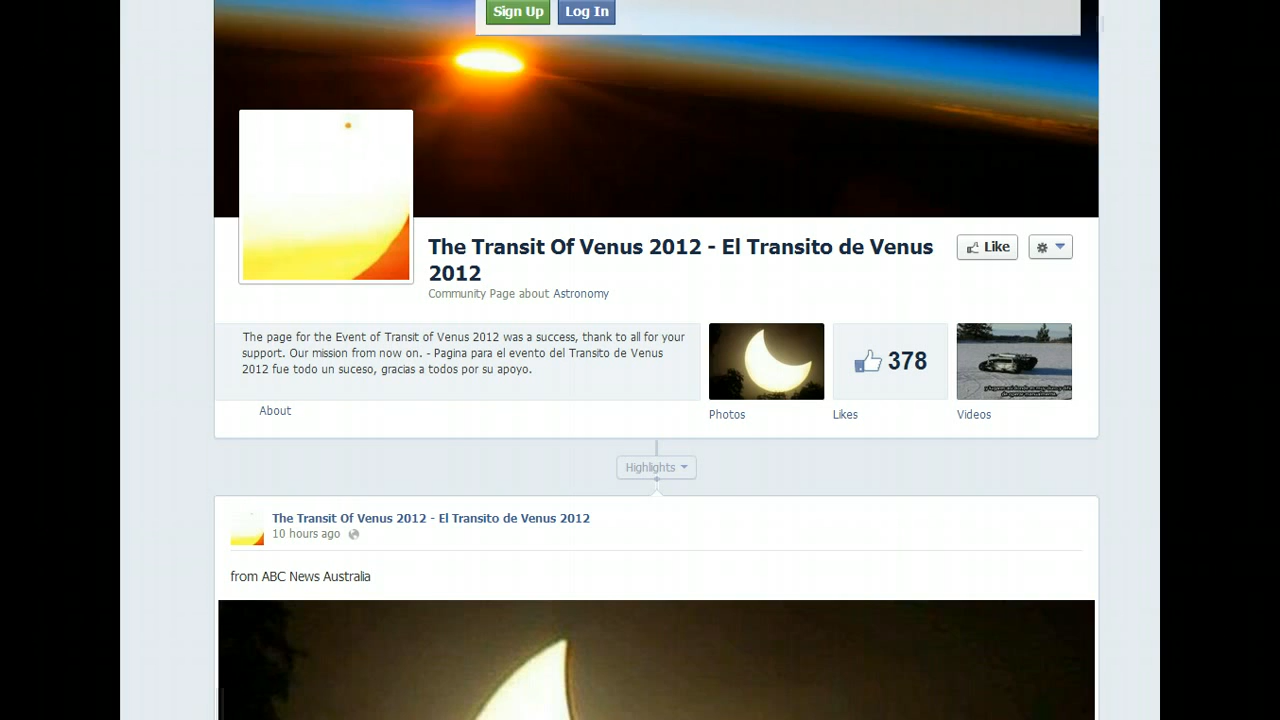 Sign Up Log In
The Transit Of Venus 2012 - El Transito de Venus
2012
Like
Community Page about Astronomy
The page for the Event of Transit of Venus 2012 was a success, thank to all for your
support. Our mission from now on. - Pagina para el evento del Transito de Venus
2012 fue todo un suceso, gracias a todos por su apoyo.
378
About
Photos
Likes
Videos
Highlights
The Transit Of Venus 2012 - El Transito de Venus 2012
10 hours ago
from ABC News Australia